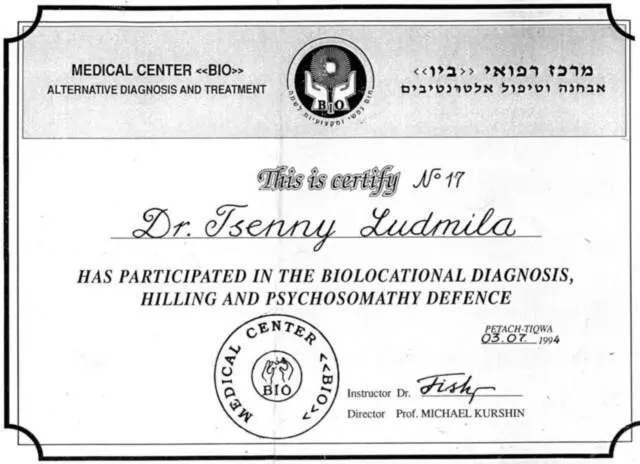 MEDICAL CENTER <<BIO>>
ALTERNATIVE DIAGNOSIS AND TREATMENT
BIO
מרכז רפואי <<ביו>>
אבחנה וטיפול אלטרנטיבים
This is certify No 17
Dr. Tsenny Ludmila
HAS PARTICIPATED IN THE BIOLOCATIONAL DIAGNOSIS,
HILLING AND PSYCHOSOMATHY DEFENCE
PETACH-TIQWA
03.07. 1994
MEDICAL CENTER <<BIO>>
BIO
Instructor Dr.
Director Prof. MICHAEL KURSHIN